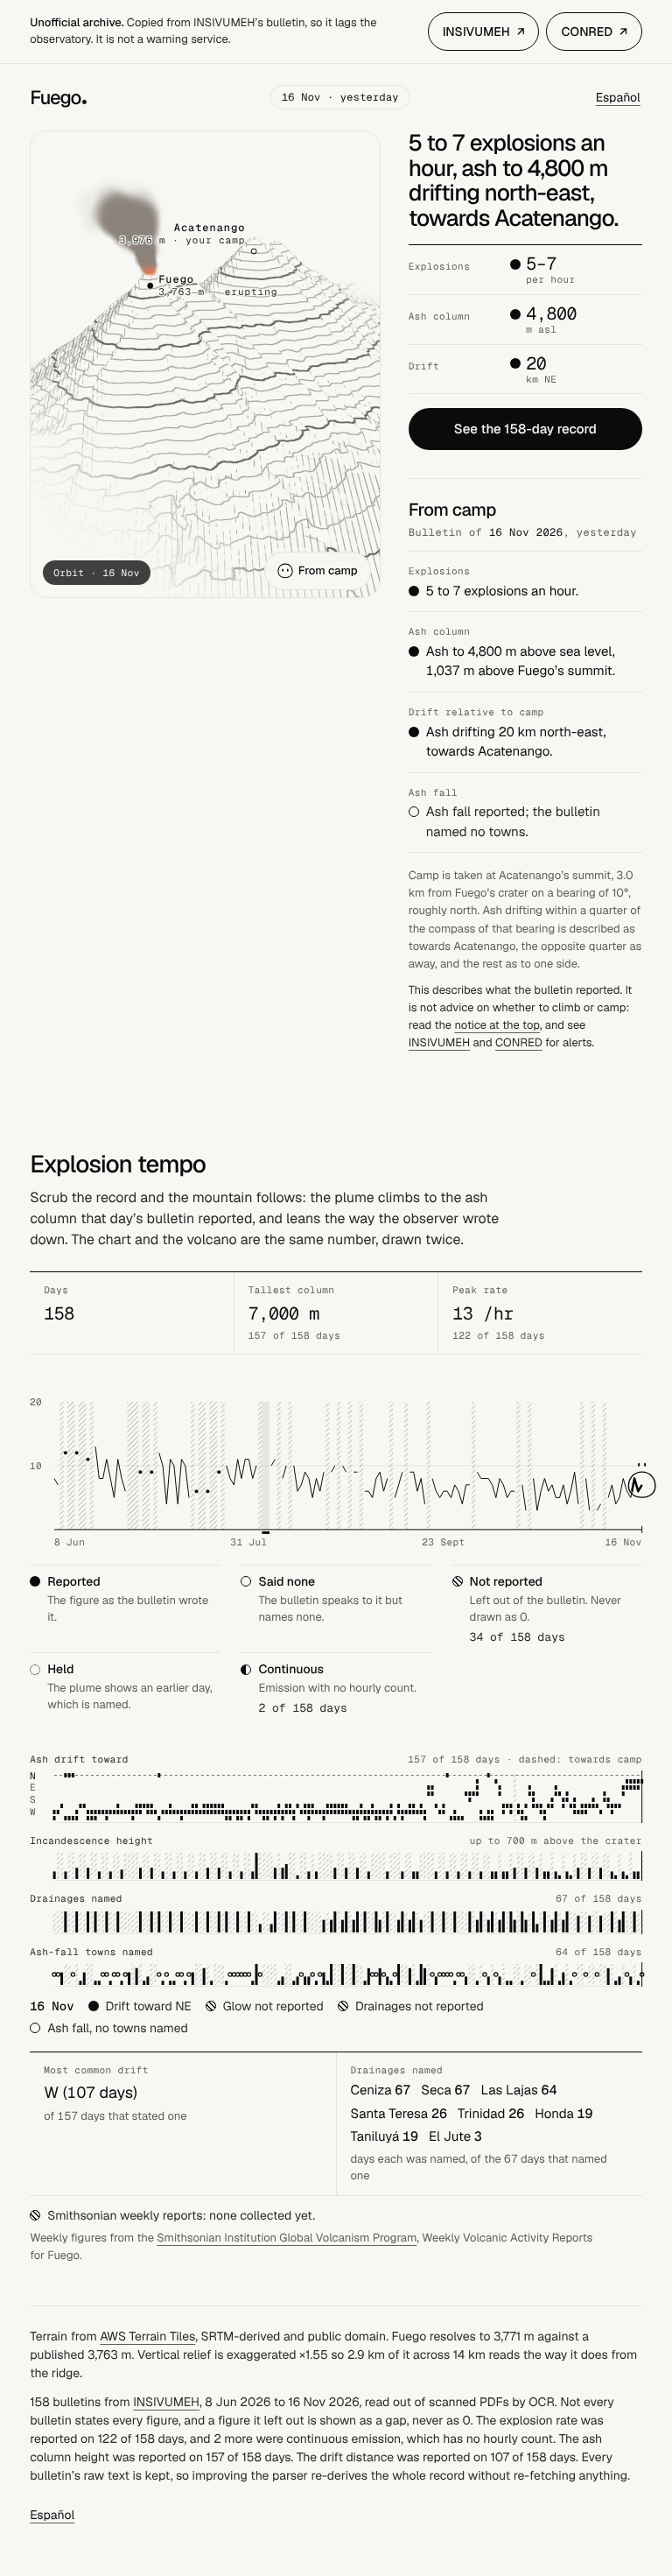 Unofficial archive. Copied from INSIVUMEH’s bulletin, so it lags the
observatory. It is not a warning service.
INSIVUMEH ↗
CONRED ↗
Fuego.
16 Nov · yesterday
Español
Acatenango
3,976 m · your camp
Fuego
3,763 m · erupting
Orbit · 16 Nov
From camp
5 to 7 explosions an
hour, ash to 4,800 m
drifting north-east,
towards Acatenango.
Explosions
5–7
per hour
Ash column
4,800
m asl
Drift
20
km NE
See the 158-day record
From camp
Bulletin of 16 Nov 2026, yesterday
Explosions
5 to 7 explosions an hour.
Ash column
Ash to 4,800 m above sea level,
1,037 m above Fuego’s summit.
Drift relative to camp
Ash drifting 20 km north-east,
towards Acatenango.
Ash fall
Ash fall reported; the bulletin
named no towns.
Camp is taken at Acatenango’s summit, 3.0
km from Fuego’s crater on a bearing of 10°,
roughly north. Ash drifting within a quarter of
the compass of that bearing is described as
towards Acatenango, the opposite quarter as
away, and the rest as to one side.
This describes what the bulletin reported. It
is not advice on whether to climb or camp:
read the notice at the top, and see
INSIVUMEH and CONRED for alerts.
Explosion tempo
Scrub the record and the mountain follows: the plume climbs to the ash
column that day’s bulletin reported, and leans the way the observer wrote
down. The chart and the volcano are the same number, drawn twice.
Days
158
Tallest column
7,000 m
157 of 158 days
Peak rate
13 /hr
122 of 158 days
20
10
8 Jun
31 Jul
23 Sept
16 Nov
Reported
The figure as the bulletin wrote
it.
Said none
The bulletin speaks to it but
names none.
Not reported
Left out of the bulletin. Never
drawn as 0.
34 of 158 days
Held
The plume shows an earlier day,
which is named.
Continuous
Emission with no hourly count.
2 of 158 days
Ash drift toward
157 of 158 days · dashed: towards camp
N
E
S
W
Incandescence height
up to 700 m above the crater
Drainages named
67 of 158 days
Ash-fall towns named
64 of 158 days
16 Nov
Drift toward NE
Glow not reported
Drainages not reported
Ash fall, no towns named
Most common drift
W (107 days)
of 157 days that stated one
Drainages named
Ceniza 67 Seca 67 Las Lajas 64
Santa Teresa 26 Trinidad 26 Honda 19
Taniluyá 19 El Jute 3
days each was named, of the 67 days that named
one
Smithsonian weekly reports: none collected yet.
Weekly figures from the Smithsonian Institution Global Volcanism Program, Weekly Volcanic Activity Reports
for Fuego.
Terrain from AWS Terrain Tiles, SRTM-derived and public domain. Fuego resolves to 3,771 m against a
published 3,763 m. Vertical relief is exaggerated ×1.55 so 2.9 km of it across 14 km reads the way it does from
the ridge.
158 bulletins from INSIVUMEH, 8 Jun 2026 to 16 Nov 2026, read out of scanned PDFs by OCR. Not every
bulletin states every figure, and a figure it left out is shown as a gap, never as 0. The explosion rate was
reported on 122 of 158 days, and 2 more were continuous emission, which has no hourly count. The ash
column height was reported on 157 of 158 days. The drift distance was reported on 107 of 158 days. Every
bulletin’s raw text is kept, so improving the parser re-derives the whole record without re-fetching anything.
Español